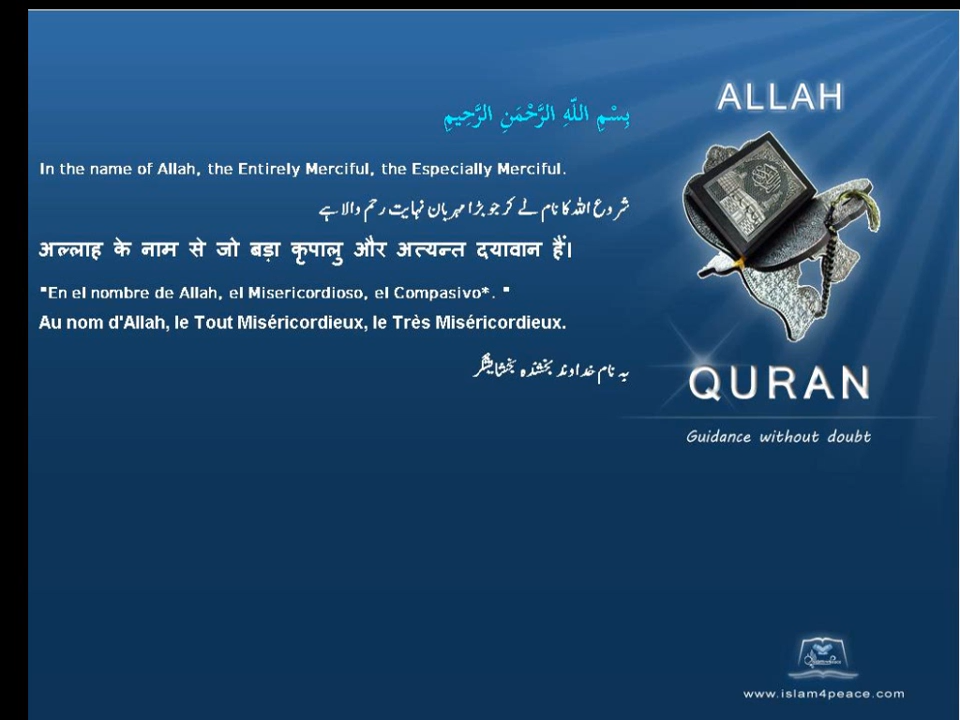 بِسْمِ اللَّهِ الرَّحْمَنِ الرَّحِيمِ
In the name of Allah, the Entirely Merciful, the Especially Merciful.
شروع الله کا نام لے کر جو بڑا مہربان نہایت رحم والا ہے
अल्लाह के नाम से जो बड़ा कृपालु और अत्यन्त दयावान हैं।
"En el nombre de Allah, el Misericordioso, el Compasivo*. "
Au nom d'Allah, le Tout Miséricordieux, le Très Miséricordieux.
به نام خداوند بخشنده بخشایشگر
ALLAH
QURAN
Guidance without doubt
www.islam4peace.com